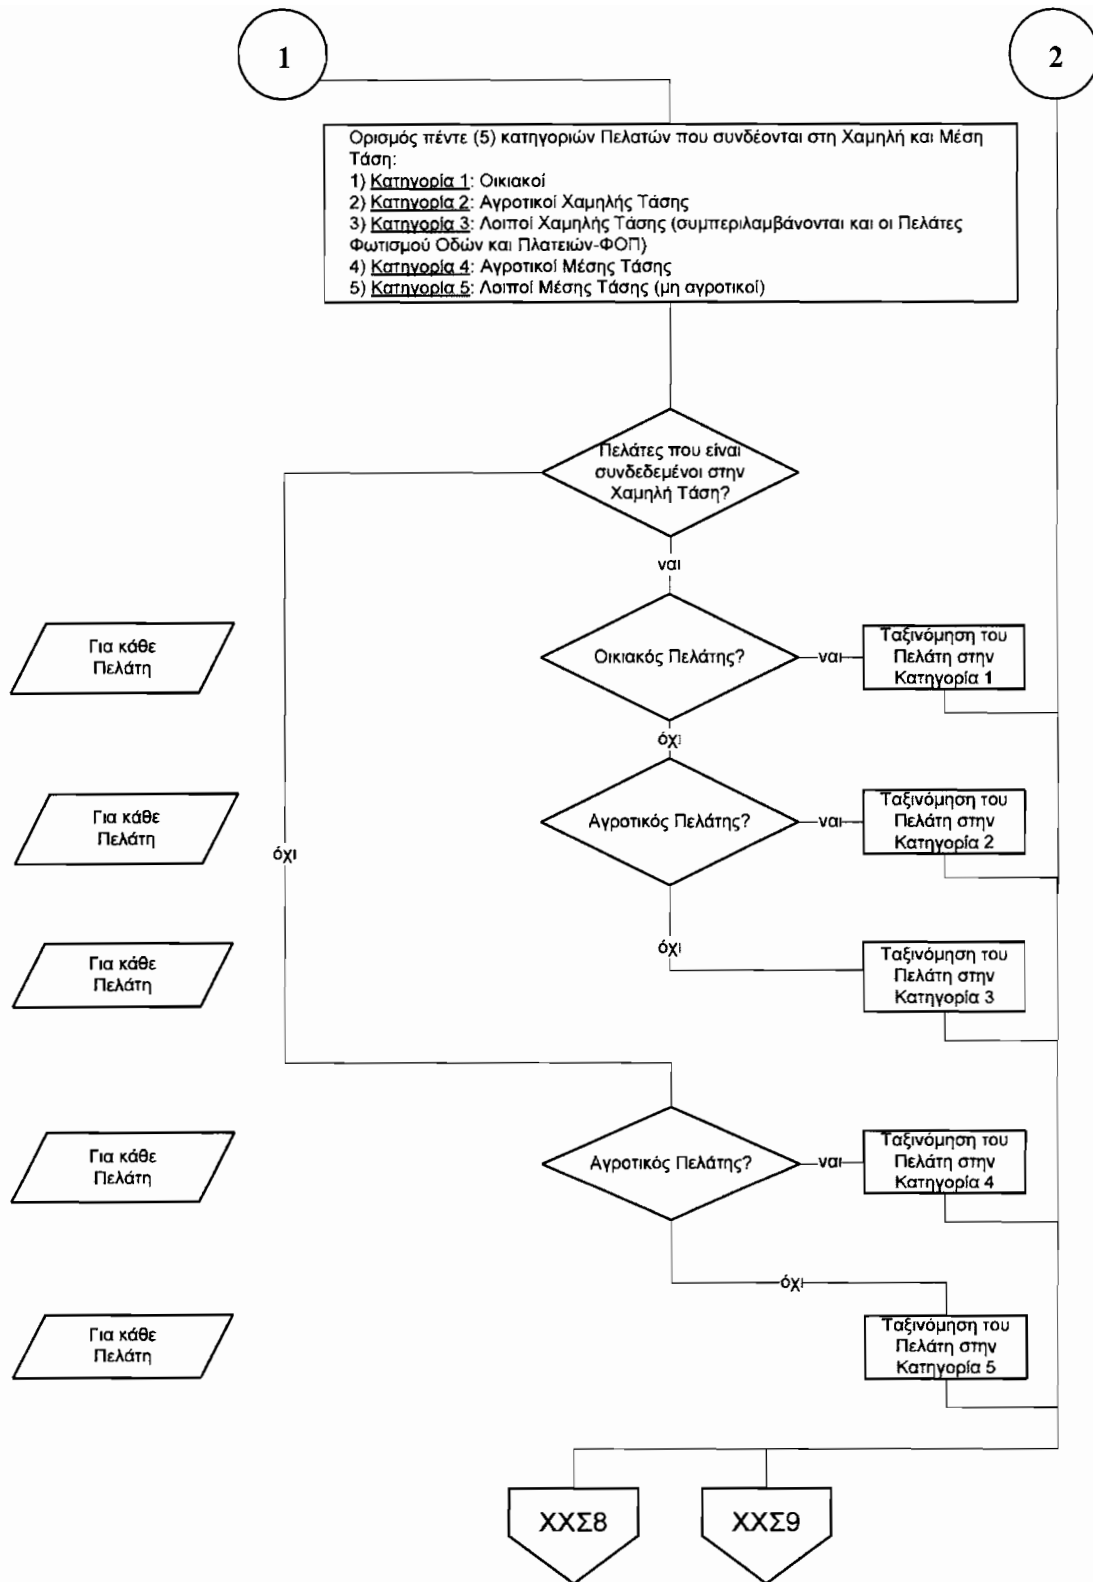 1
2
Ορισμός πέντε (5) κατηγοριών Πελατών που συνδέονται στη Χαμηλή και Μέση
Τάση:
1) Κατηγορία 1: Οικιακοί
2) Κατηγορία 2: Αγροτικοί Χαμηλής Τάσης
3) Κατηγορία 3: Λοιποί Χαμηλής Τάσης (συμπεριλαμβάνονται και οι Πελάτες
Φωτισμού Οδών και Πλατειών-ΦΟΠ)
4) Κατηγορία 4: Αγροτικοί Μέσης Τάσης
5) Κατηγορία 5: Λοιποί Μέσης Τάσης (μη αγροτικοί)
Πελάτες που είναι
συνδεδεμένοι στην
Χαμηλή Τάση?
ναι
Για κάθε
Πελάτη
Οικιακός Πελάτης?
ναι
Ταξινόμηση του
Πελάτη στην
Κατηγορία 1
όχι
Για κάθε
Πελάτη
Αγροτικός Πελάτης?
ναι
Ταξινόμηση του
Πελάτη στην
Κατηγορία 2
όχι
όχι
Για κάθε
Πελάτη
Ταξινόμηση του
Πελάτη στην
Κατηγορία 3
Για κάθε
Πελάτη
Αγροτικός Πελάτης?
ναι
Ταξινόμηση του
Πελάτη στην
Κατηγορία 4
όχι
Για κάθε
Πελάτη
Ταξινόμηση του
Πελάτη στην
Κατηγορία 5
ΧΧΣ8
ΧΧΣ9